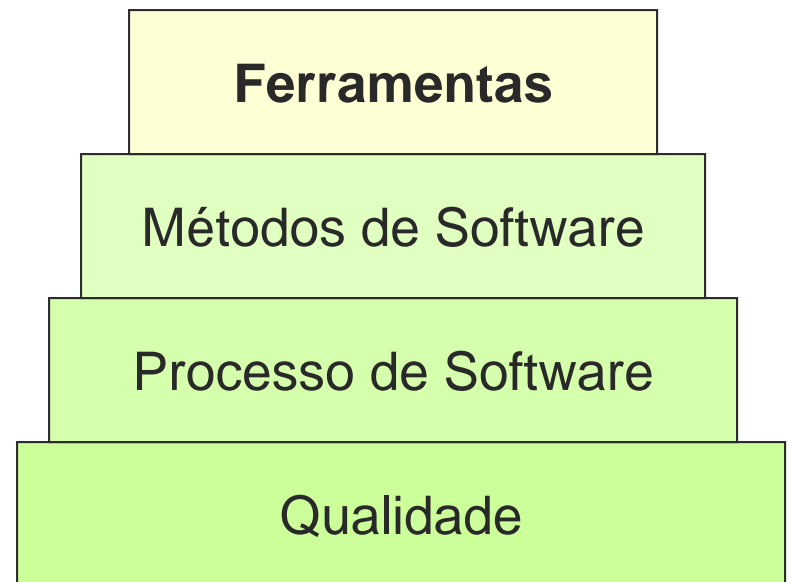 Ferramentas
Métodos de Software
Processo de Software
Qualidade